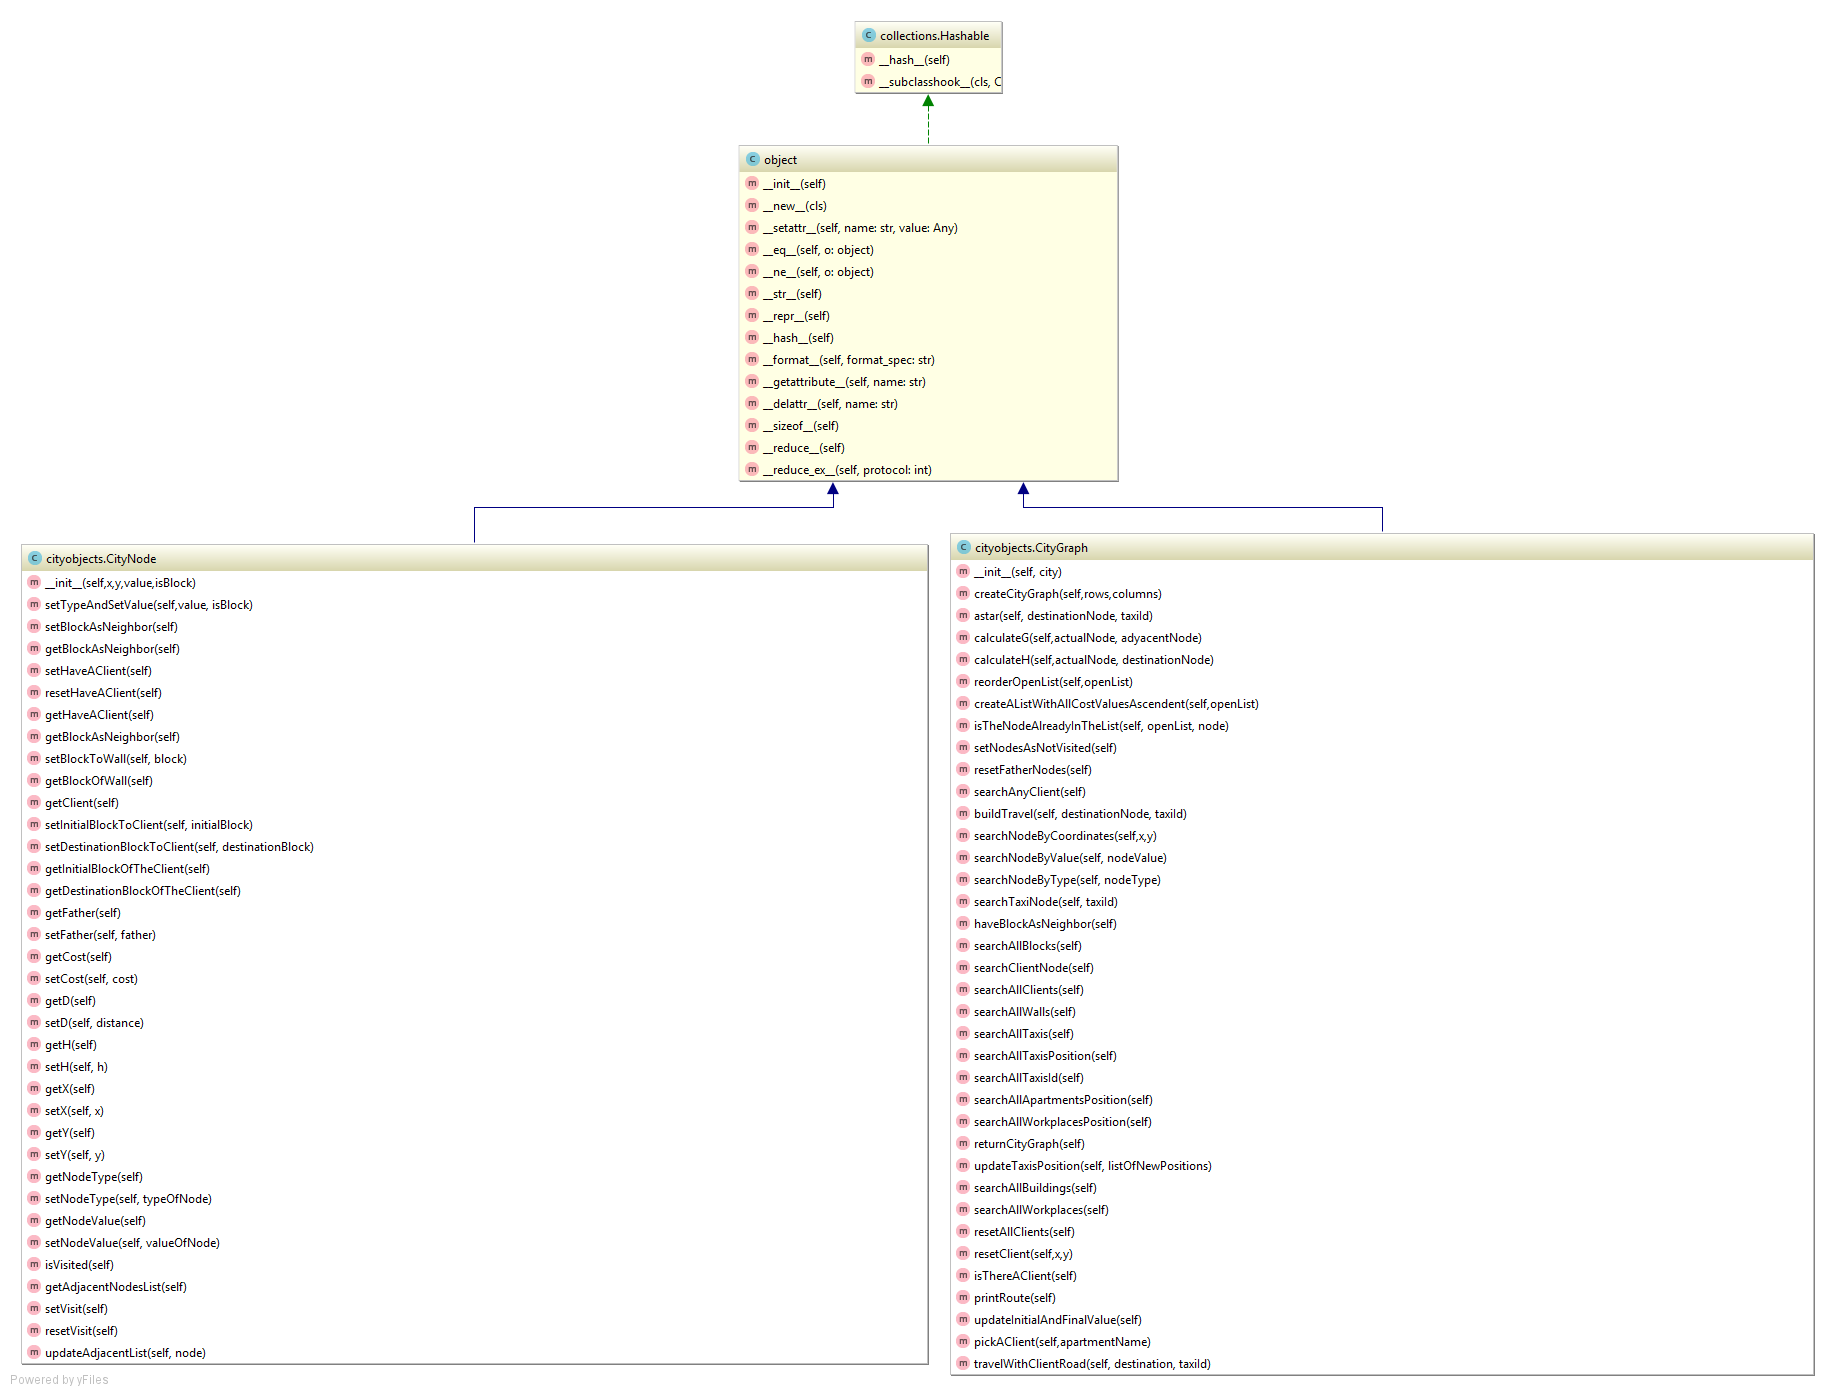 C collections.Hashable
m __hash__(self)
m __subclasshook__(cls, C
C object
m __init__(self)
m __new__(cls)
m __setattr__(self, name: str, value: Any)
m __eq__(self, o: object)
m __ne__(self, o: object)
m __str__(self)
m __repr__(self)
m __hash__(self)
m __format__(self, format_spec: str)
m __getattribute__(self, name: str)
m __delattr__(self, name: str)
m __sizeof__(self)
m __reduce__(self)
m __reduce_ex__(self, protocol: int)
C cityobjects.CityNode
m __init__(self,x,y,value,isBlock)
m setTypeAndSetValue(self,value, isBlock)
m setBlockAsNeighbor(self)
m getBlockAsNeighbor(self)
m setHaveAClient(self)
m resetHaveAClient(self)
m getHaveAClient(self)
m getBlockAsNeighbor(self)
m setBlockToWall(self, block)
m getBlockOfWall(self)
m getClient(self)
m setInitialBlockToClient(self, initialBlock)
m setDestinationBlockToClient(self, destinationBlock)
m getInitialBlockOfTheClient(self)
m getDestinationBlockOfTheClient(self)
m getFather(self)
m setFather(self, father)
m getCost(self)
m setCost(self, cost)
m getD(self)
m setD(self, distance)
m getH(self)
m setH(self, h)
m getX(self)
m setX(self, x)
m getY(self)
m setY(self, y)
m getNodeType(self)
m setNodeType(self, typeOfNode)
m getNodeValue(self)
m setNodeValue(self, valueOfNode)
m isVisited(self)
m getAdjacentNodesList(self)
m setVisit(self)
m resetVisit(self)
m updateAdjacentList(self, node)
C cityobjects.CityGraph
m __init__(self, city)
m createCityGraph(self,rows,columns)
m astar(self, destinationNode, taxiId)
m calculateG(self,actualNode, adyacentNode)
m calculateH(self,actualNode, destinationNode)
m reorderOpenList(self,openList)
m createAListWithAllCostValuesAscendent(self,openList)
m isTheNodeAlreadyInTheList(self, openList, node)
m setNodesAsNotVisited(self)
m resetFatherNodes(self)
m searchAnyClient(self)
m buildTravel(self, destinationNode, taxiId)
m searchNodeByCoordinates(self,x,y)
m searchNodeByValue(self, nodeValue)
m searchNodeByType(self, nodeType)
m searchTaxiNode(self, taxiId)
m haveBlockAsNeighbor(self)
m searchAllBlocks(self)
m searchClientNode(self)
m searchAllClients(self)
m searchAllWalls(self)
m searchAllTaxis(self)
m searchAllTaxisPosition(self)
m searchAllTaxisId(self)
m searchAllApartmentsPosition(self)
m searchAllWorkplacesPosition(self)
m returnCityGraph(self)
m updateTaxisPosition(self, listOfNewPositions)
m searchAllBuildings(self)
m searchAllWorkplaces(self)
m resetAllClients(self)
m resetClient(self,x,y)
m isThereAClient(self)
m printRoute(self)
m updateInitialAndFinalValue(self)
m pickAClient(self,apartmentName)
m travelWithClientRoad(self, destination, taxiId)
Powered by yFiles